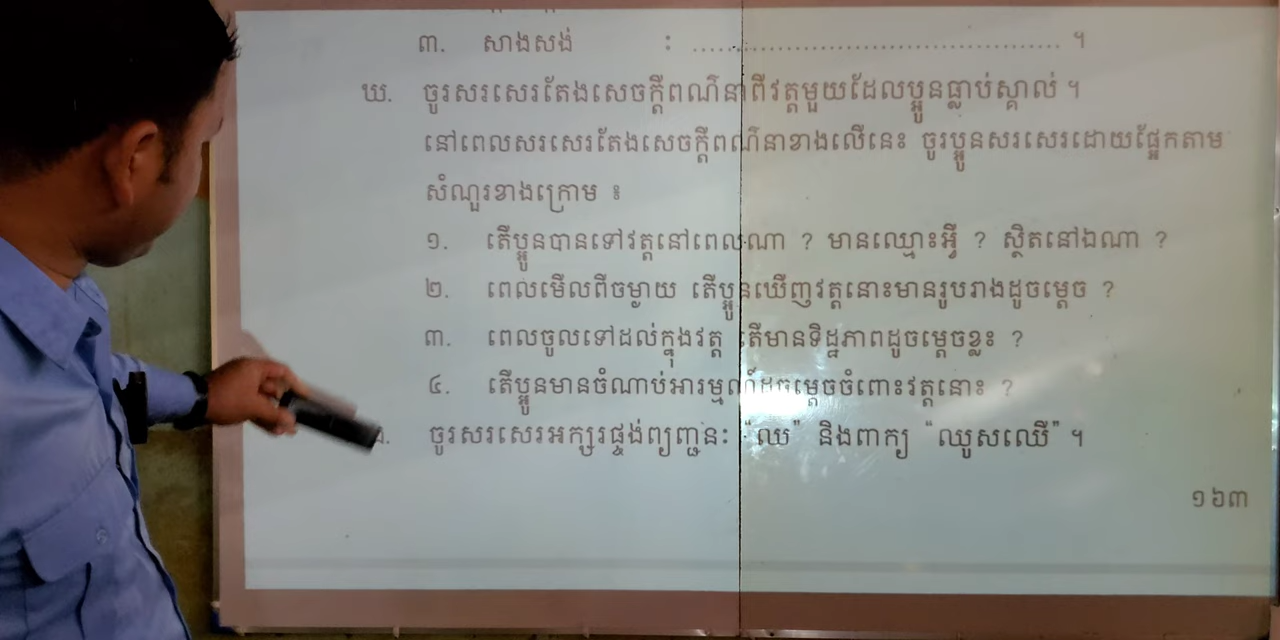 ៣. សាងសង់ : ................................................ ។
ឃ. ចូរសរសេរតែងសេចក្ដីពណ៌នាពីវត្តមួយដែលប្អូនធ្លាប់ស្គាល់ ។
នៅពេលសរសេរតែងសេចក្ដីពណ៌នាខាងលើនេះ ចូរប្អូនសរសេរដោយផ្អែកតាម
សំណួរខាងក្រោម ៖
១. តើប្អូនបានទៅវត្តនៅពេលណា ? មានឈ្មោះអ្វី ? ស្ថិតនៅឯណា ?
២. ពេលមើលពីចម្ងាយ តើប្អូនឃើញវត្តនោះមានរូបរាងដូចម្ដេច ?
៣. ពេលចូលទៅដល់ក្នុងវត្ត តើមានទិដ្ឋភាពដូចម្ដេចខ្លះ ?
៤. តើប្អូនមានចំណាប់អារម្មណ៍ដូចម្ដេចចំពោះវត្តនោះ ?
ចូរសរសេរអក្សរផ្ចង់ព្យញ្ជនៈ “ឈ” និងពាក្យ “ឈូសឈើ” ។
១៦៣